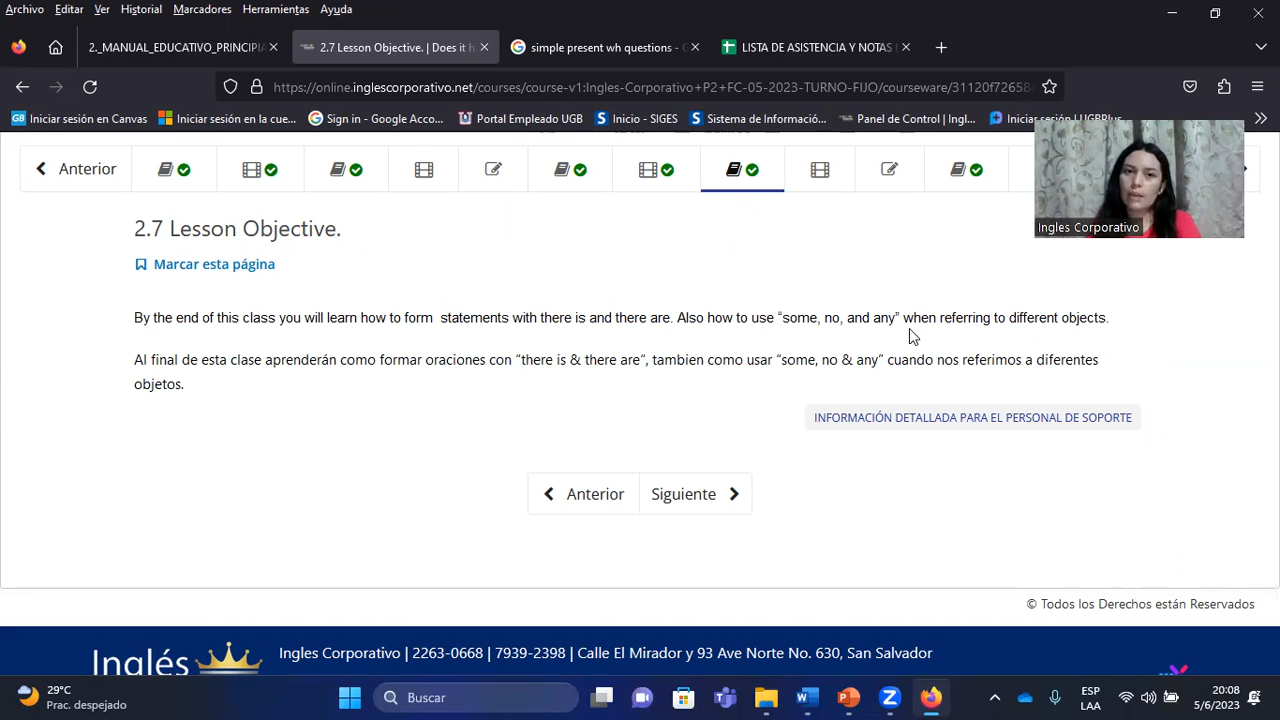 Archivo Editar Ver Historial Marcadores Herramientas Ayuda
2._MANUAL_EDUCATIVO_PRINCIPIA
2.7 Lesson Objective. | Does it h
simple present wh questions - G
LISTA DE ASISTENCIA Y NOTAS
https://online.inglescorporativo.net/courses/course-v1:Ingles-Corporativo+P2+FC-05-2023-TURNO-FIJO/courseware/31120f72658
Iniciar sesión en Canvas Iniciar sesión en la cue... Sign in - Google Acco... Portal Empleado UGB Inicio - SIGES Sistema de Informació... Panel de Control | Ingl... Iniciar sesión UGBPlus
Anterior
Ingles Corporativo
2.7 Lesson Objective.
Marcar esta página
By the end of this class you will learn how to form statements with there is and there are. Also how to use “some, no, and any” when referring to different objects.
Al final de esta clase aprenderán como formar oraciones con “there is & there are“, tambien como usar “some, no & any” cuando nos referimos a diferentes
objetos.
INFORMACIÓN DETALLADA PARA EL PERSONAL DE SOPORTE
Anterior Siguiente
© Todos los Derechos están Reservados
Inglés
Ingles Corporativo | 2263-0668 | 7939-2398 | Calle El Mirador y 93 Ave Norte No. 630, San Salvador
29°C
Prac. despejado
Buscar
ESP
LAA
20:08
5/6/2023